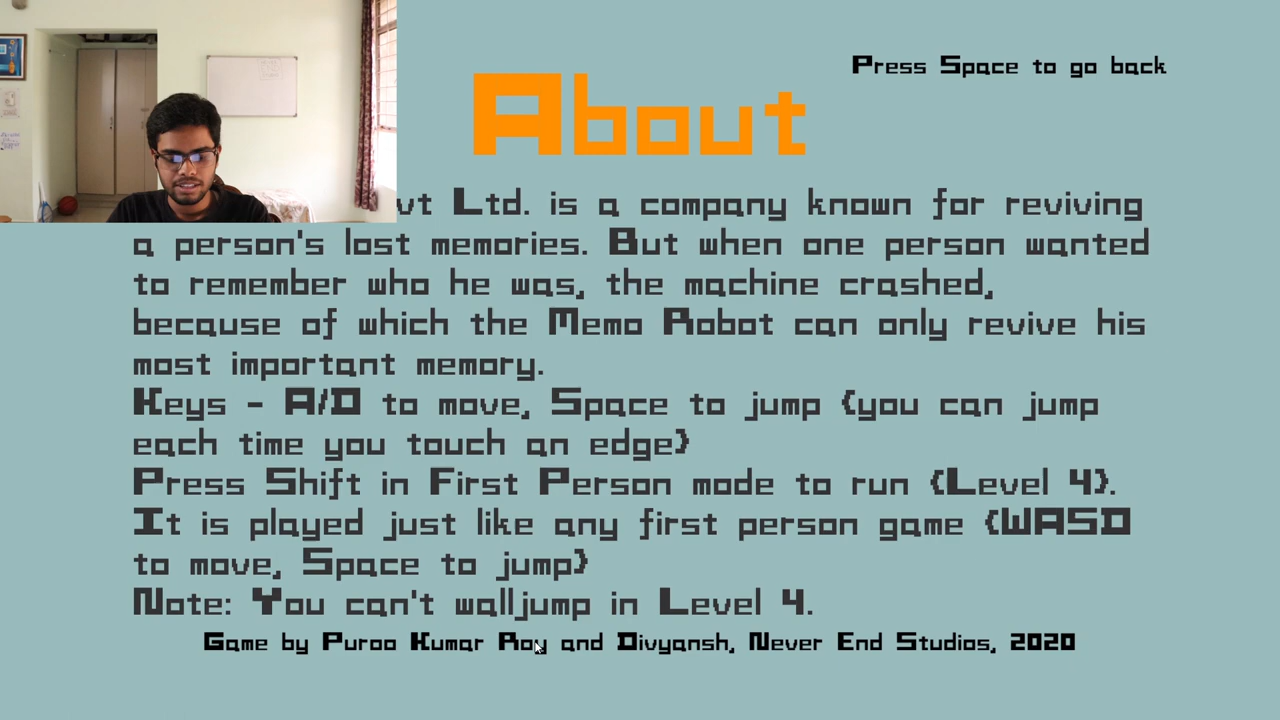 Press Space to go back
About
Ltd. is a company known for reviving
a person's lost memories. But when one person wanted
to remember who he was, the machine crashed,
because of which the Memo Robot can only revive his
most important memory.
Keys - A/D to move, Space to jump (you can jump
each time you touch an edge)
Press Shift in First Person mode to run (Level 4).
It is played just like any first person game (WASD
to move, Space to jump)
Note: You can't walljump in Level 4.
Game by Puroo Kumar Roy and Divyansh, Never End Studios, 2020